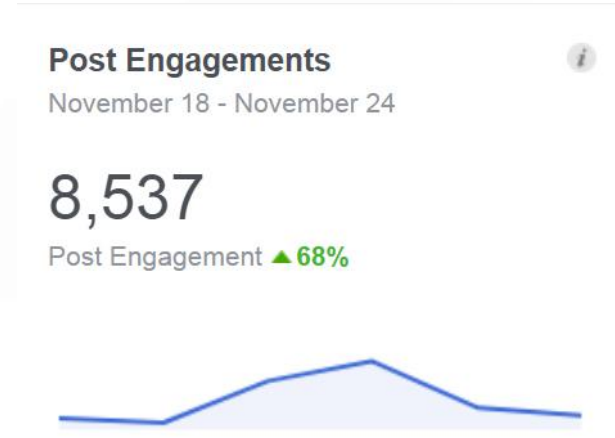 Post Engagements
November 18 - November 24
8,537
Post Engagement ▲ 68%